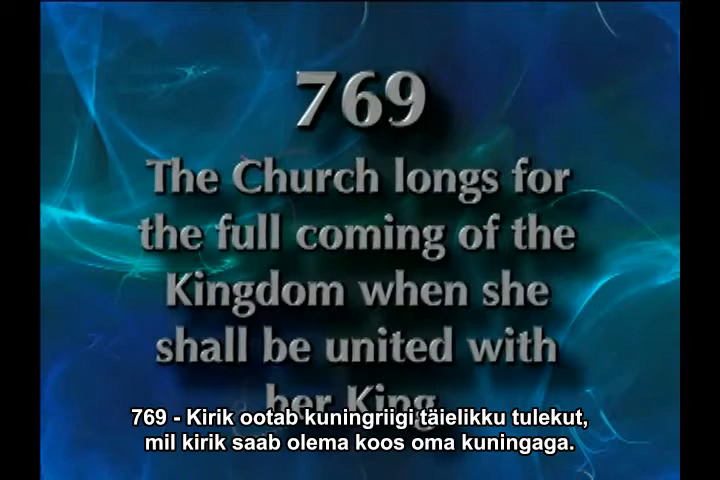 769
The Church longs for
the full coming of the
Kingdom when she
shall be united with
her King.
769 - Kirik ootab kuningriigi täielikku tulekut,
mil kirik saab olema koos oma kuningaga.